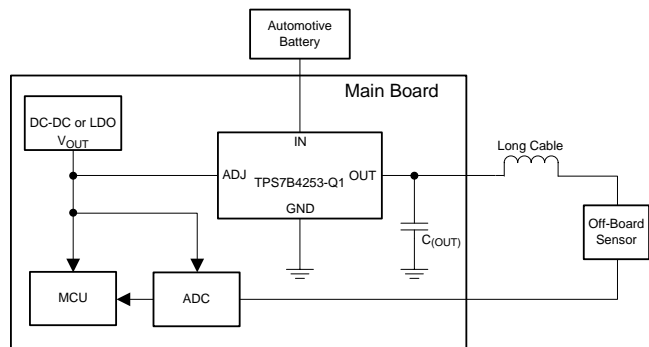 Automotive
Battery
Main Board
DC-DC or LDO
VOUT
IN
ADJ
TPS7B4253-Q1
OUT
GND
Long Cable
C(OUT)
Off-Board
Sensor
MCU
ADC